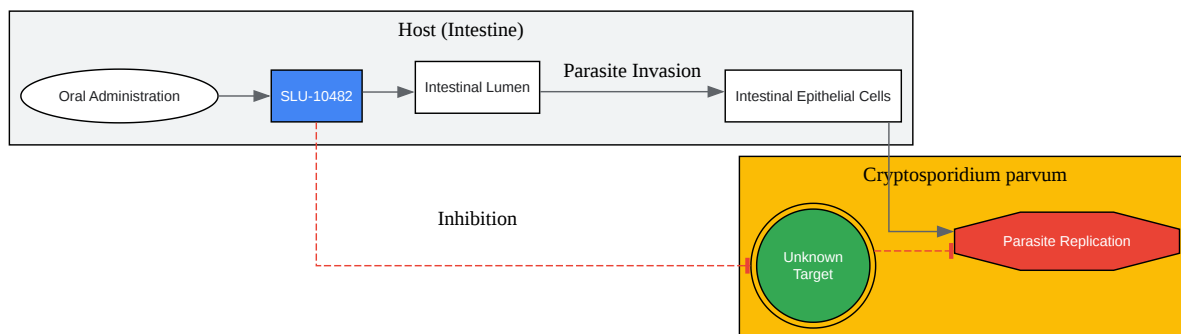 Host (Intestine)
Oral Administration
SLU-10482
Intestinal Lumen
Parasite Invasion
Intestinal Epithelial Cells
Cryptosporidium parvum
Inhibition
Unknown
Target
Parasite Replication